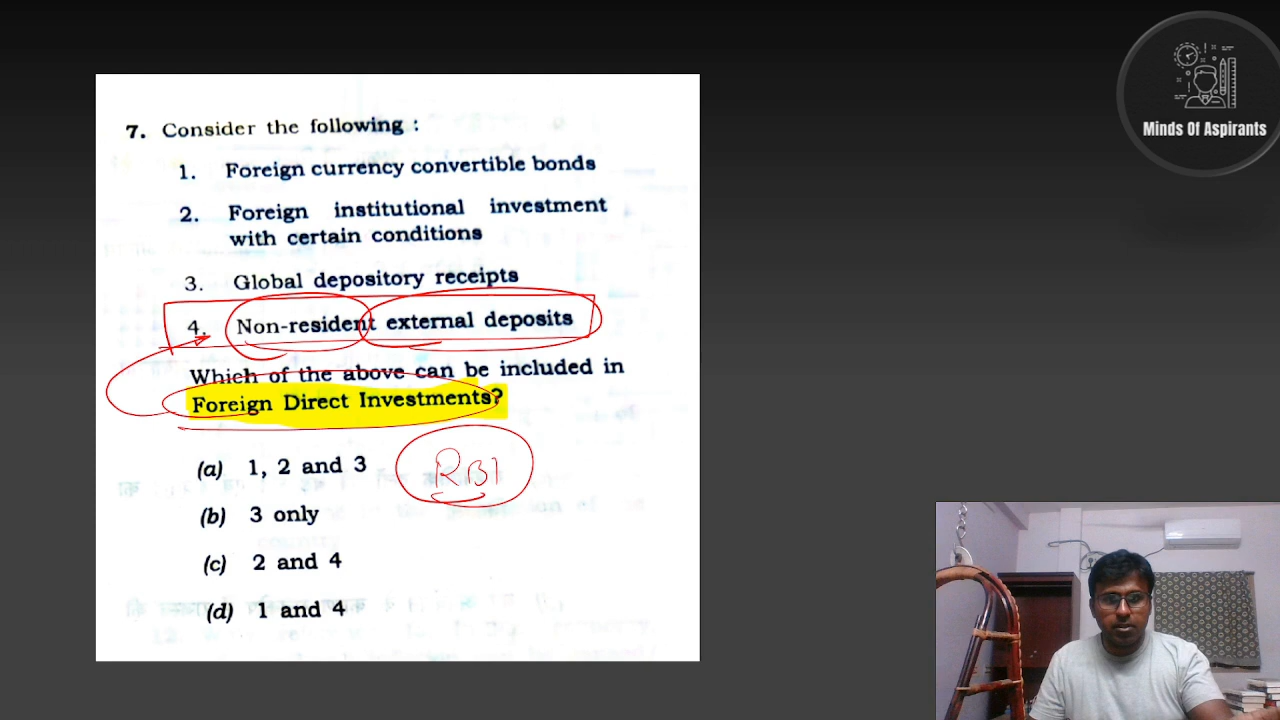 Minds Of Aspirants
7. Consider the following :
1. Foreign currency convertible bonds
2. Foreign institutional investment
with certain conditions
3. Global depository receipts
4. Non-resident external deposits
Which of the above can be included in
Foreign Direct Investments?
(a) 1, 2 and 3
RBI
(b) 3 only
(c) 2 and 4
(d) 1 and 4